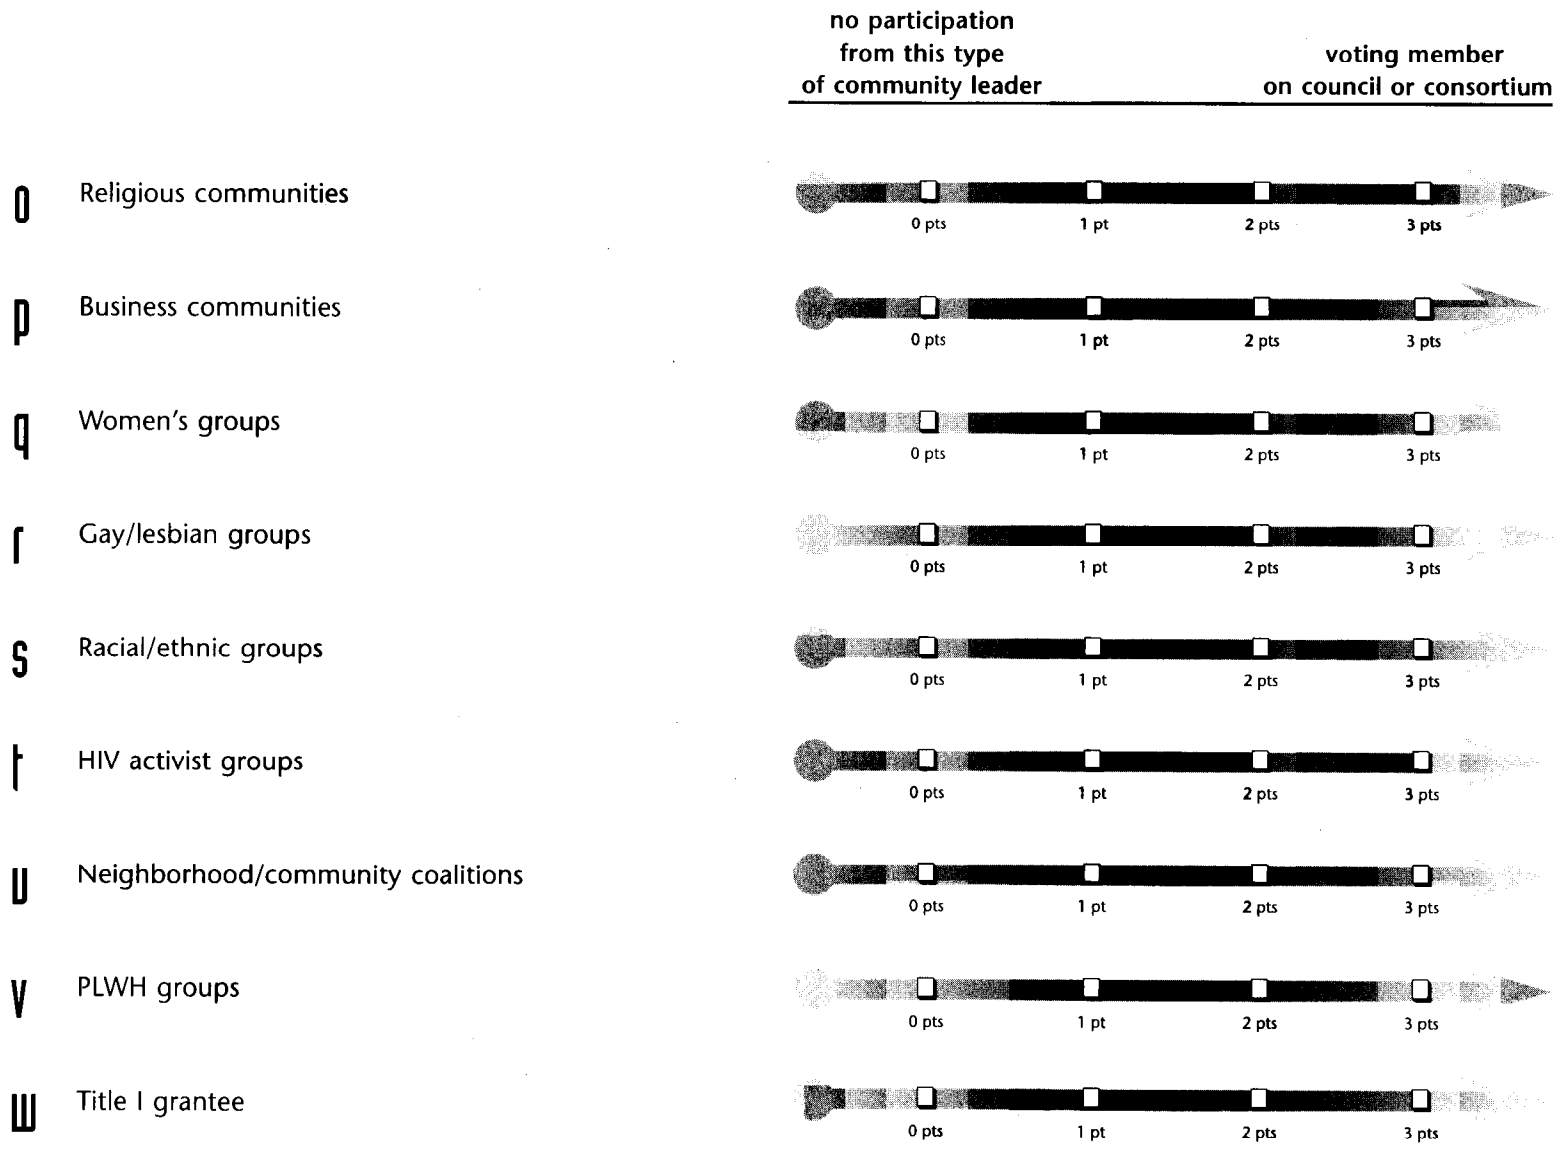 no participation
from this type
of community leader
voting member
on council or consortium
o Religious communities
0 pts 1 pt 2 pts 3 pts
p Business communities
0 pts 1 pt 2 pts 3 pts
q Women's groups
0 pts 1 pt 2 pts 3 pts
r Gay/lesbian groups
0 pts 1 pt 2 pts 3 pts
s Racial/ethnic groups
0 pts 1 pt 2 pts 3 pts
t HIV activist groups
0 pts 1 pt 2 pts 3 pts
u Neighborhood/community coalitions
0 pts 1 pt 2 pts 3 pts
v PLWH groups
0 pts 1 pt 2 pts 3 pts
w Title I grantee
0 pts 1 pt 2 pts 3 pts